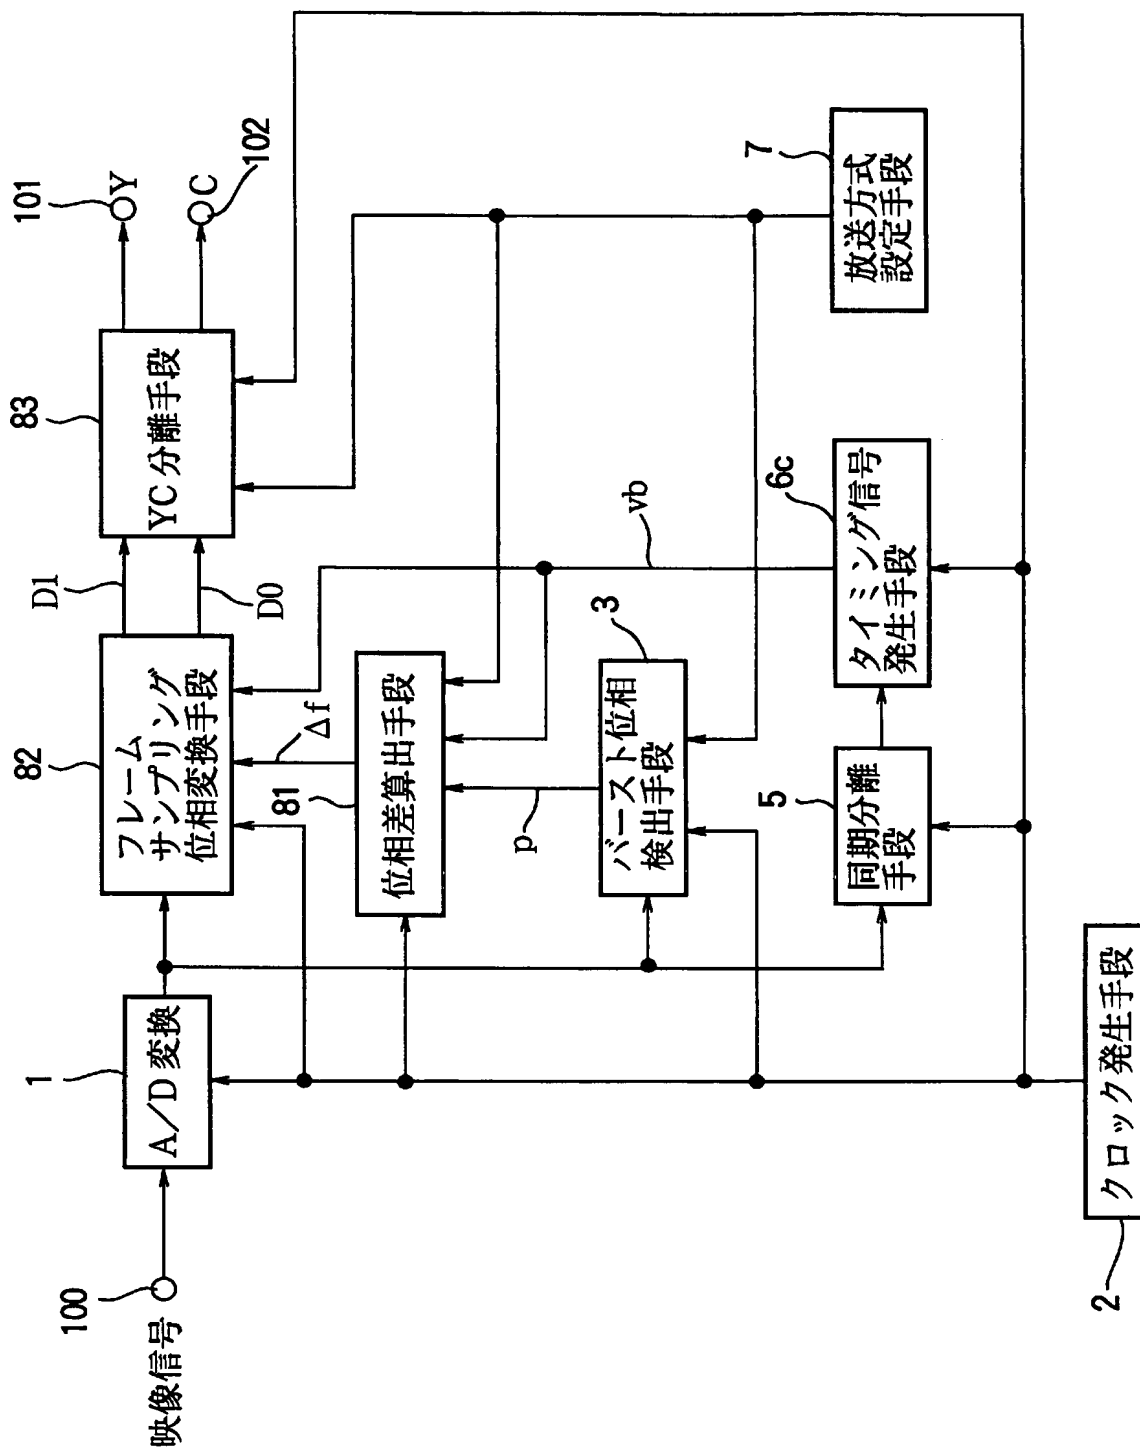 映像信号
100
1
A/D変換
82
フレーム
サンプリング
位相変換手段
D1
D0
83
YC分離手段
101
Y
C
102
Δf
81
位相差算出手段
p
3
バースト位相
検出手段
vb
5
同期分離
手段
6c
タイミング信号
発生手段
7
放送方式
設定手段
2
クロック発生手段